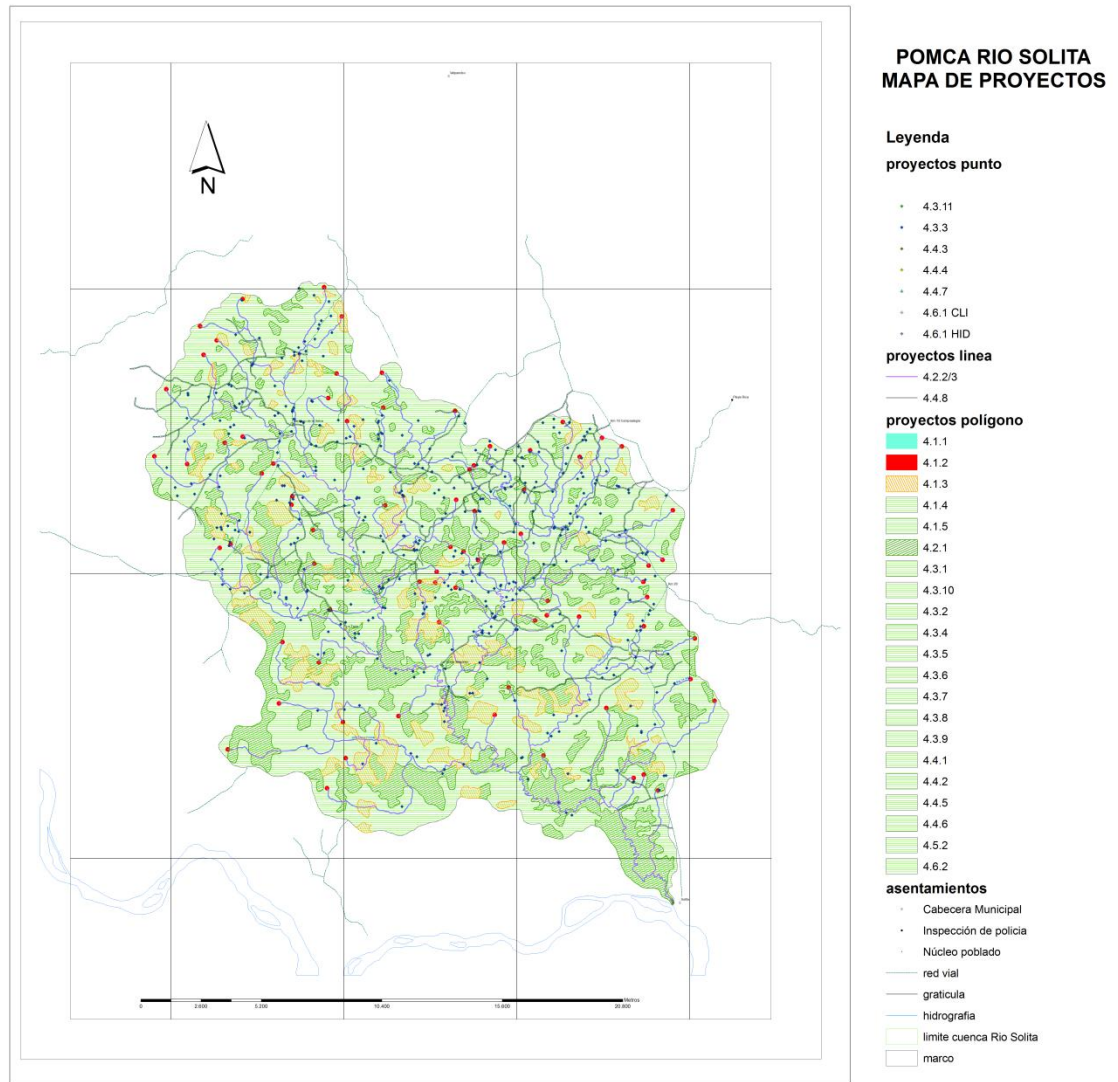 POMCA RIO SOLITA
MAPA DE PROYECTOS
Leyenda
proyectos punto
4.3.11
4.3.3
4.4.3
4.4.4
4.4.7
4.6.1 CLI
4.6.1 HID
proyectos linea
4.2.2/3
4.4.8
proyectos polígono
4.1.1
4.1.2
4.1.3
4.1.4
4.1.5
4.2.1
4.3.1
4.3.10
4.3.2
4.3.4
4.3.5
4.3.6
4.3.7
4.3.8
4.3.9
4.4.1
4.4.2
4.4.5
4.4.6
4.5.2
4.6.2
asentamientos
Cabecera Municipal
Inspección de policia
Núcleo poblado
red vial
graticula
hidrografia
limite cuenca Rio Solita
marco
N
Playa Rica
Solita
0 2.600 5.200 10.400 15.600 20.800
Metros